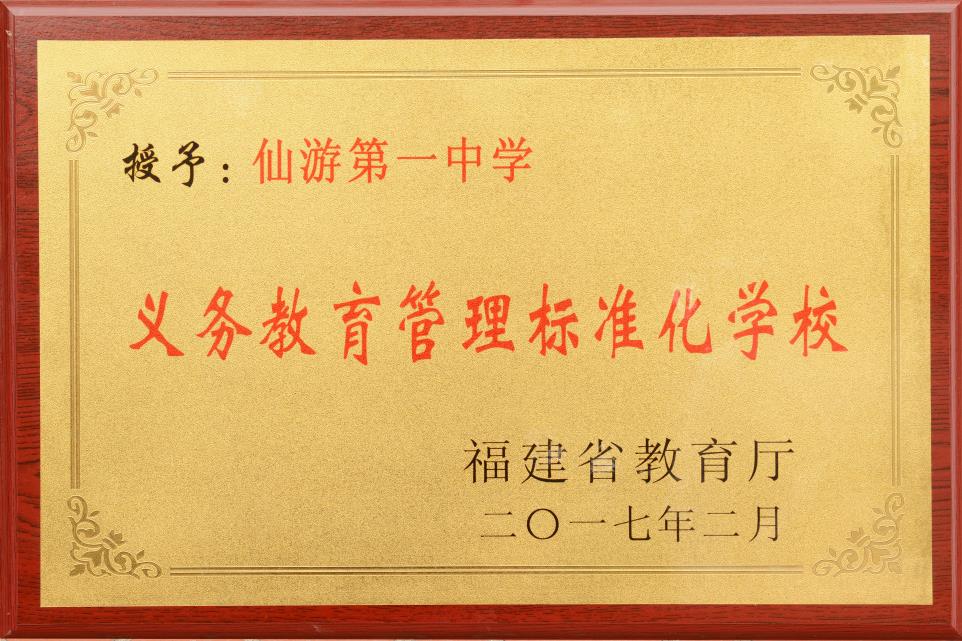 授予：仙游第一中学
义务教育管理标准化学校
福建省教育厅
二〇一七年二月